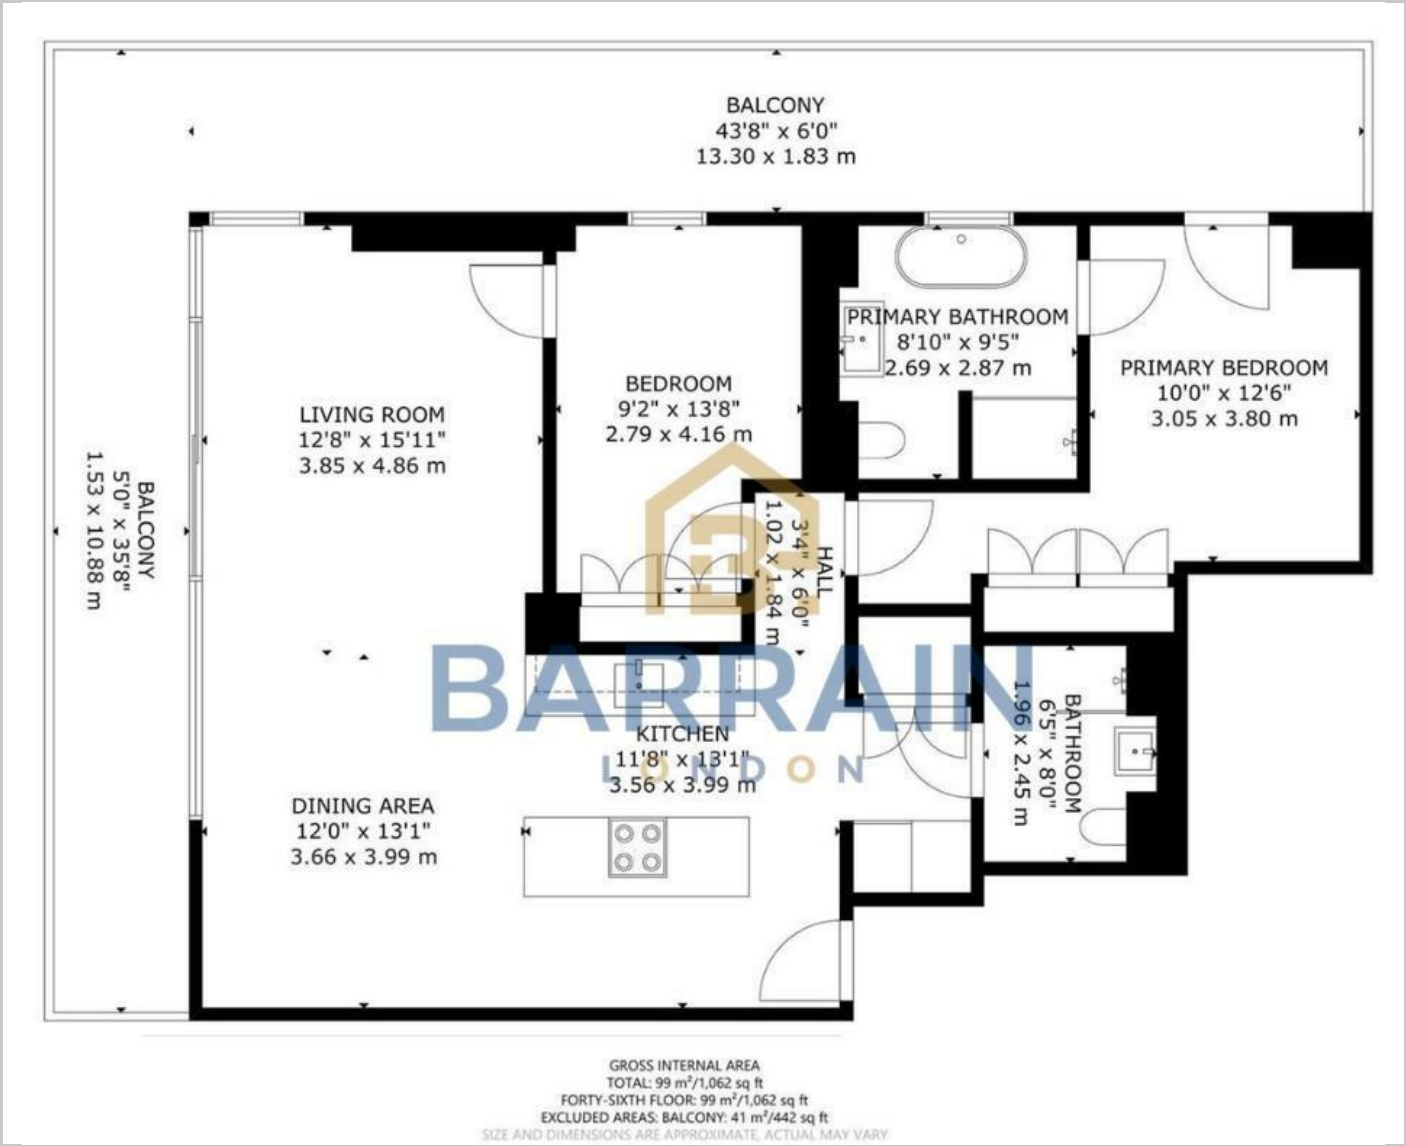 BALCONY
43'8" x 6'0"
13.30 x 1.83 m
PRIMARY BATHROOM
8'10" x 9'5"
2.69 x 2.87 m
PRIMARY BEDROOM
10'0" x 12'6"
3.05 x 3.80 m
BEDROOM
9'2" x 13'8"
2.79 x 4.16 m
LIVING ROOM
12'8" x 15'11"
3.85 x 4.86 m
BALCONY
5'0" x 35'8"
1.53 x 10.88 m
HALL
3'4" x 6'0"
1.02 x 1.84 m
BARRAIN
LONDON
KITCHEN
11'8" x 13'1"
3.56 x 3.99 m
BATHROOM
6'5" x 8'0"
1.96 x 2.45 m
DINING AREA
12'0" x 13'1"
3.66 x 3.99 m
GROSS INTERNAL AREA
TOTAL: 99 m²/1,062 sq ft
FORTY-SIXTH FLOOR: 99 m²/1,062 sq ft
EXCLUDED AREAS: BALCONY: 41 m²/442 sq ft
SIZE AND DIMENSIONS ARE APPROXIMATE, ACTUAL MAY VARY